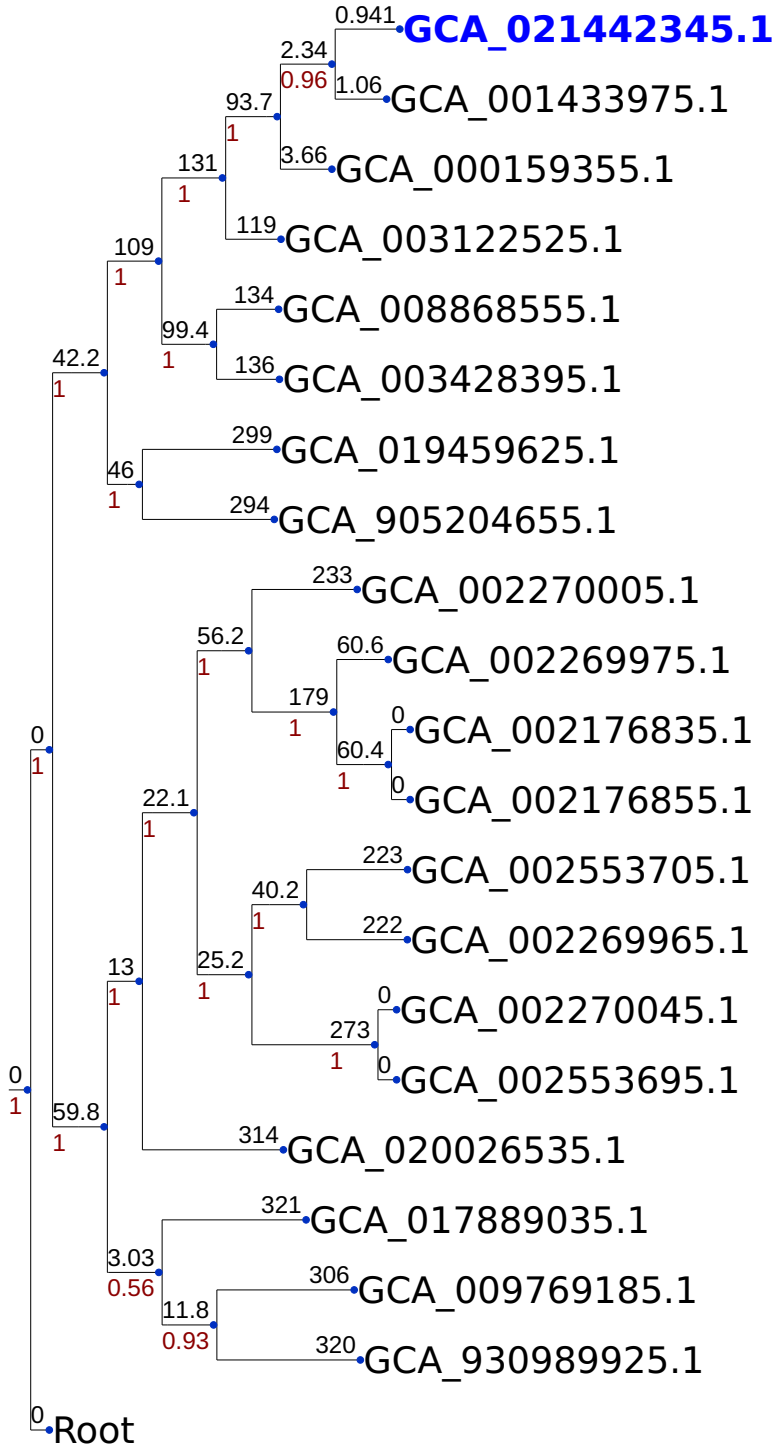 0.941
GCA_021442345.1
2.34
0.96
1.06
GCA_001433975.1
93.7
1
3.66
GCA_000159355.1
131
1
119
GCA_003122525.1
109
1
134
GCA_008868555.1
99.4
1
136
GCA_003428395.1
42.2
1
299
GCA_019459625.1
46
1
294
GCA_905204655.1
233
GCA_002270005.1
56.2
1
60.6
GCA_002269975.1
179
1
0
GCA_002176835.1
0
1
60.4
1
0
GCA_002176855.1
22.1
1
223
GCA_002553705.1
40.2
1
222
GCA_002269965.1
13
1
25.2
1
0
GCA_002270045.1
273
1
0
GCA_002553695.1
0
1
59.8
1
314
GCA_020026535.1
321
GCA_017889035.1
3.03
0.56
306
GCA_009769185.1
11.8
0.93
320
GCA_930989925.1
0
Root